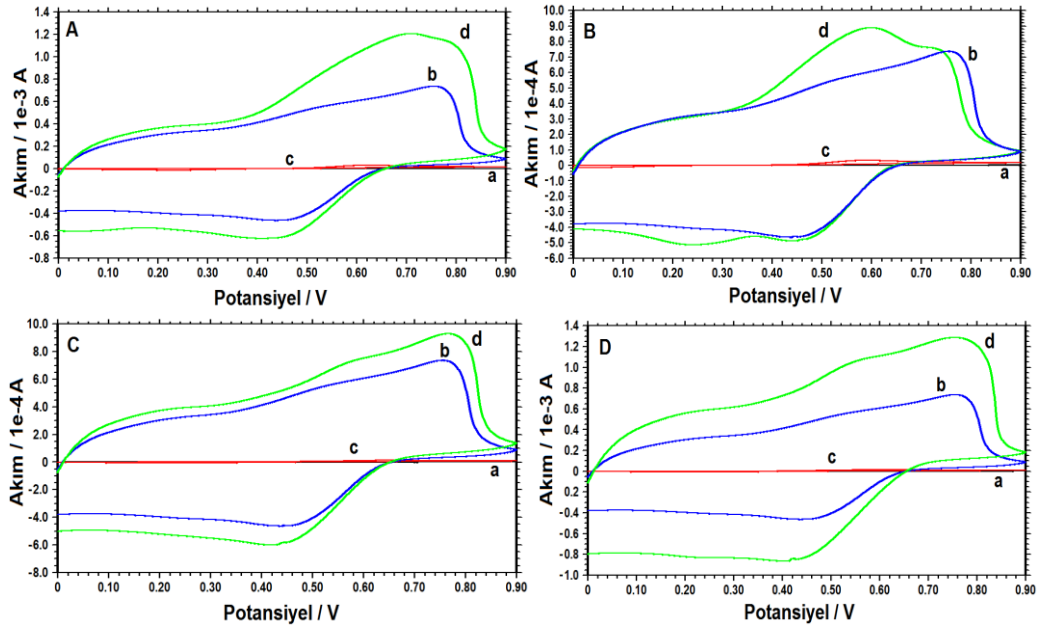 A
Akım / 1e-3 A
1.4
1.2
1.0
0.8
0.6
0.4
0.2
0
-0.2
-0.4
-0.6
-0.8
d
b
c
a
0 0.10 0.20 0.30 0.40 0.50 0.60 0.70 0.80 0.90
Potansiyel / V
B
Akım / 1e-4 A
10.0
9.0
8.0
7.0
6.0
5.0
4.0
3.0
2.0
1.0
0
-1.0
-2.0
-3.0
-4.0
-5.0
-6.0
d
b
c
a
0 0.10 0.20 0.30 0.40 0.50 0.60 0.70 0.80 0.90
Potansiyel / V
C
Akım / 1e-4 A
10.0
8.0
6.0
4.0
2.0
0
-2.0
-4.0
-6.0
-8.0
d
b
c
a
0 0.10 0.20 0.30 0.40 0.50 0.60 0.70 0.80 0.90
Potansiyel / V
D
Akım / 1e-3 A
1.4
1.2
1.0
0.8
0.6
0.4
0.2
0
0.2
-0.4
-0.6
-0.8
-1.0
d
b
c
a
0 0.10 0.20 0.30 0.40 0.50 0.60 0.70 0.80 0.90
Potansiyel / V